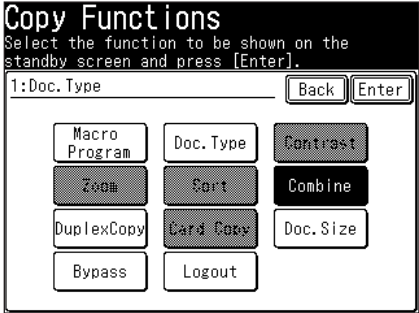 Copy Functions
Select the function to be shown on the
standby screen and press [Enter].
1:Doc.Type
Back Enter
Macro
Program
Doc.Type
Contrast
Zoom
Sort
Combine
DuplexCopy
Card Copy
Doc.Size
Bypass
Logout